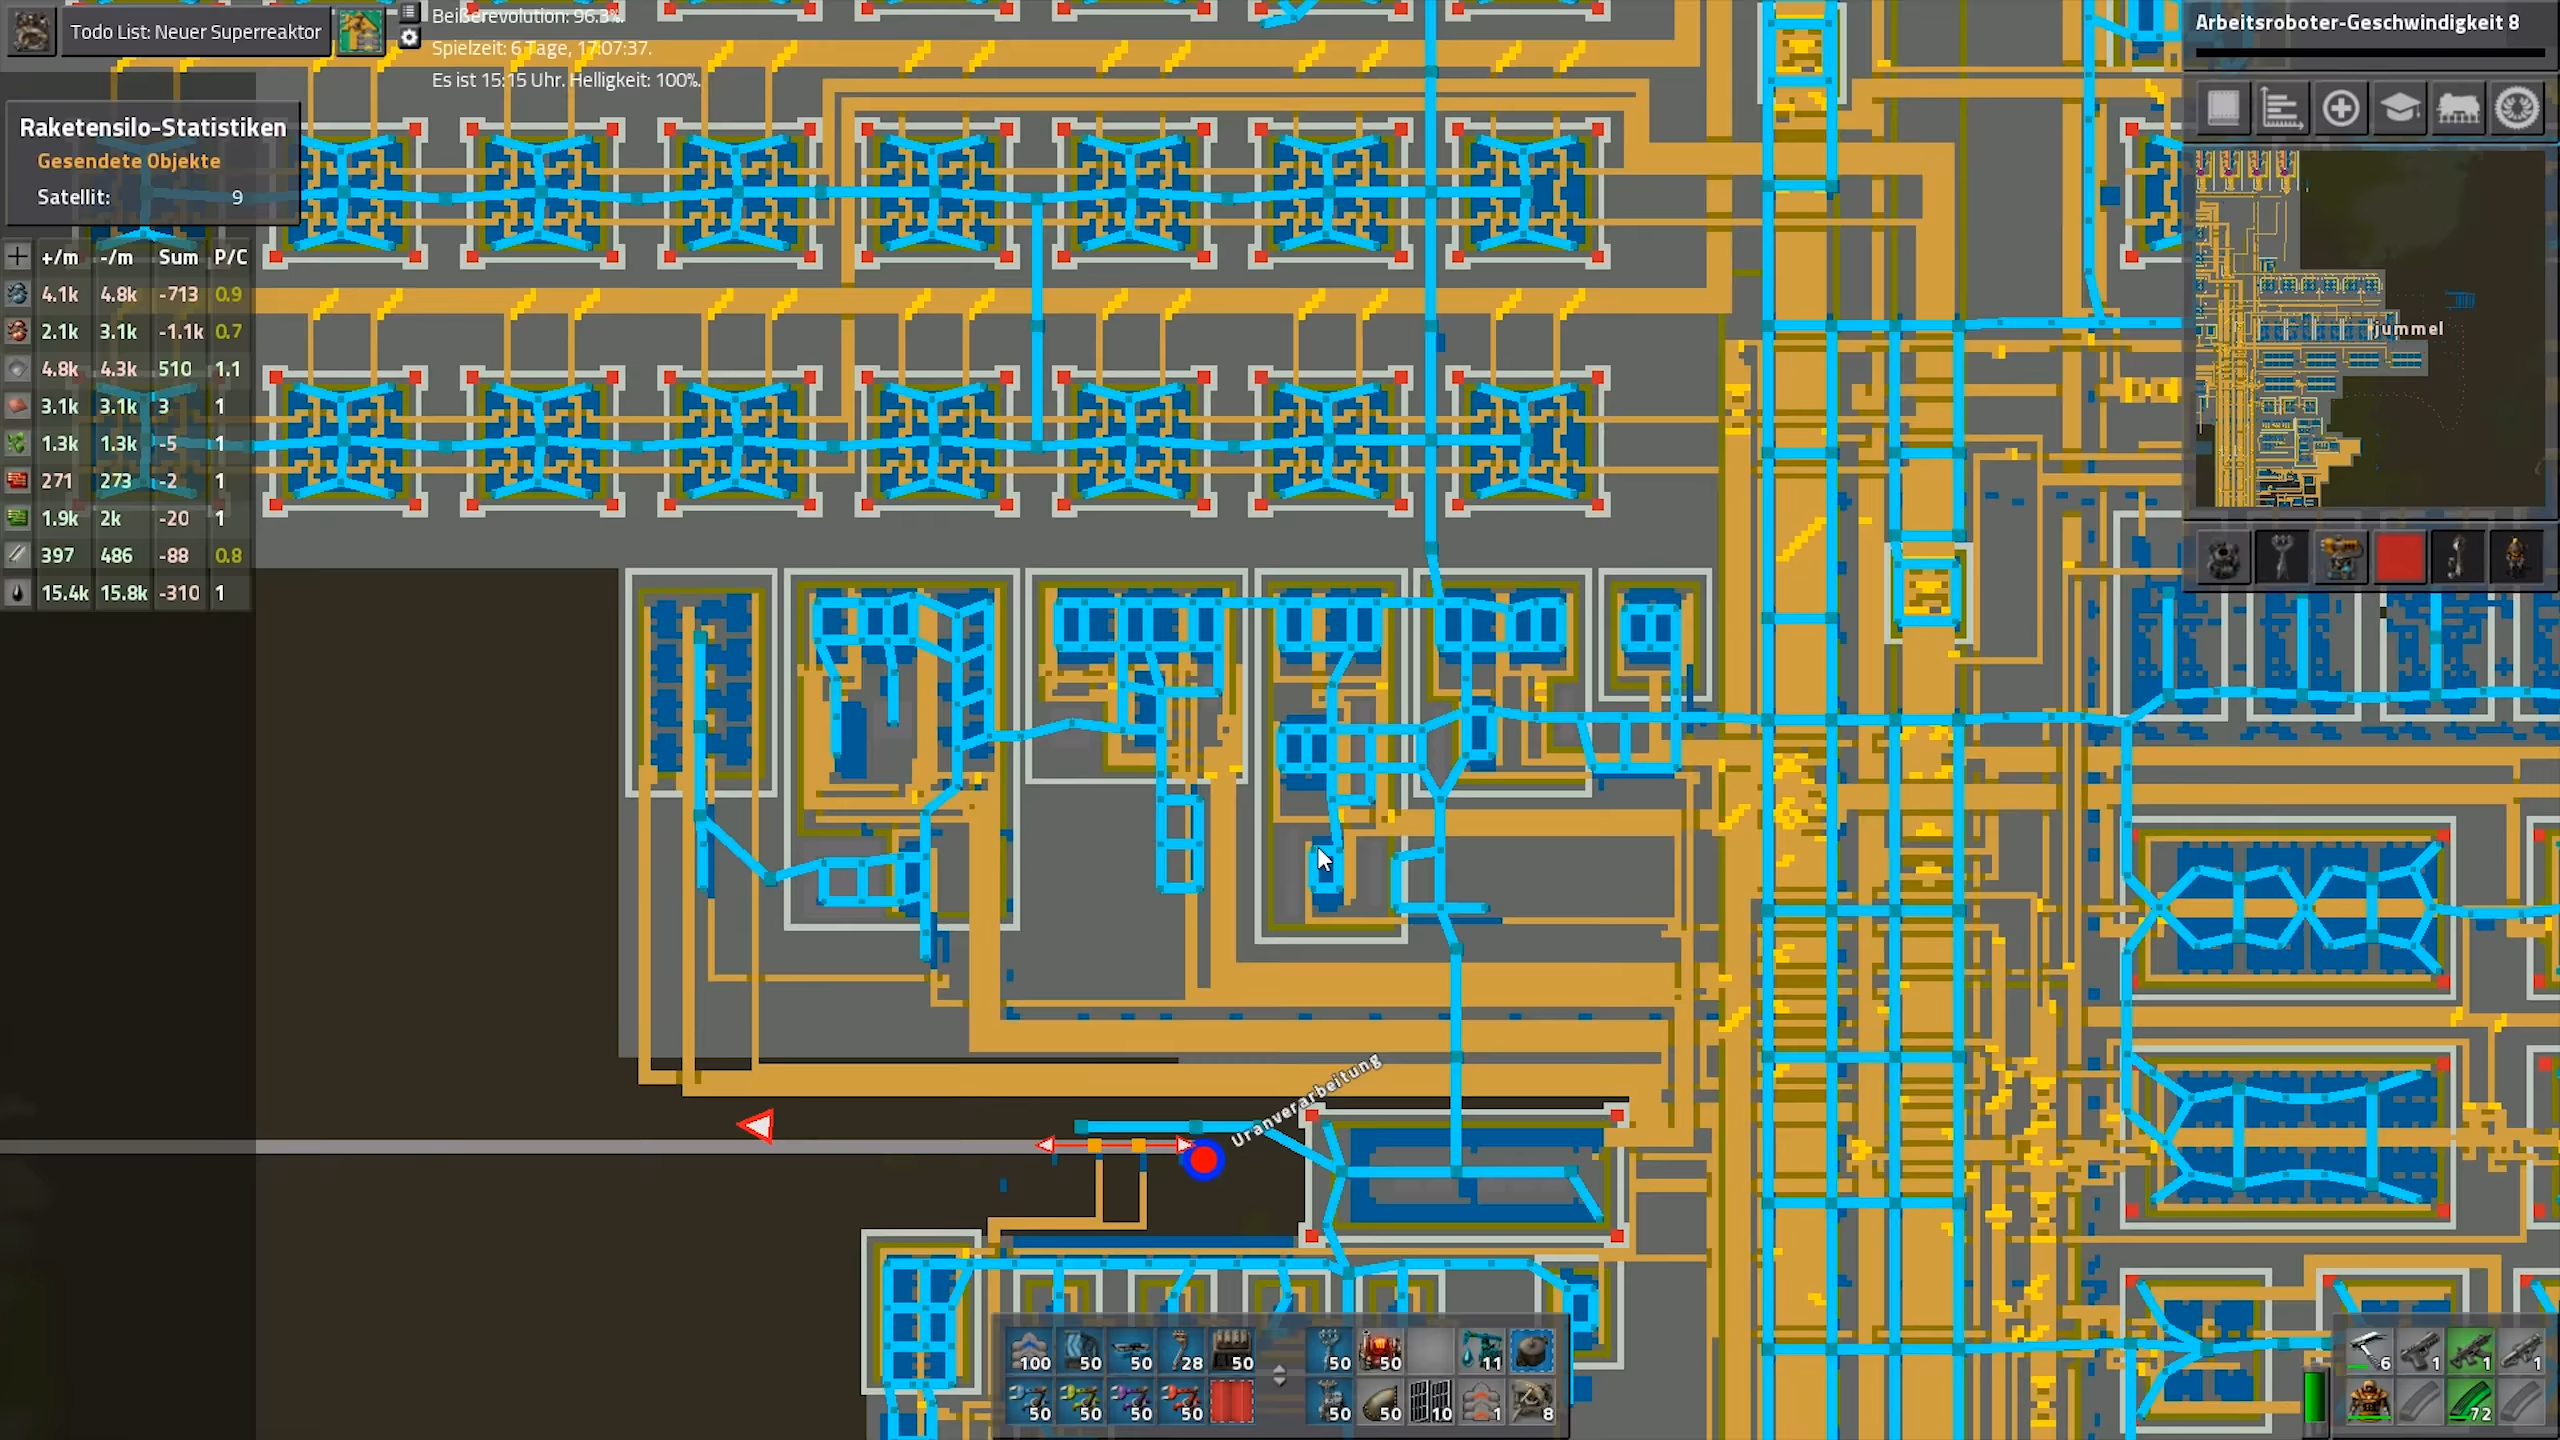 Todo List: Neuer Superreaktor
Beißerevolution: 96.3%.
Spielzeit: 6 Tage, 17:07:37.
Es ist 15:15 Uhr. Helligkeit: 100%.
Arbeitsroboter-Geschwindigkeit 8
Raketensilo-Statistiken
Gesendete Objekte
Satellit: 9
+/m -/m Sum P/C
4.1k 4.8k -713 0.9
2.1k 3.1k -1.1k 0.7
4.8k 4.3k 510 1.1
3.1k 3.1k 3 1
1.3k 1.3k -5 1
271 273 -2 1
1.9k 2k -20 1
397 486 -88 0.8
15.4k 15.8k -310 1
jummel
Uranverarbeitung
100 50 50 28 50 50 50 11
50 50 50 50 50 50 10 1 8
6 1 1 1
72